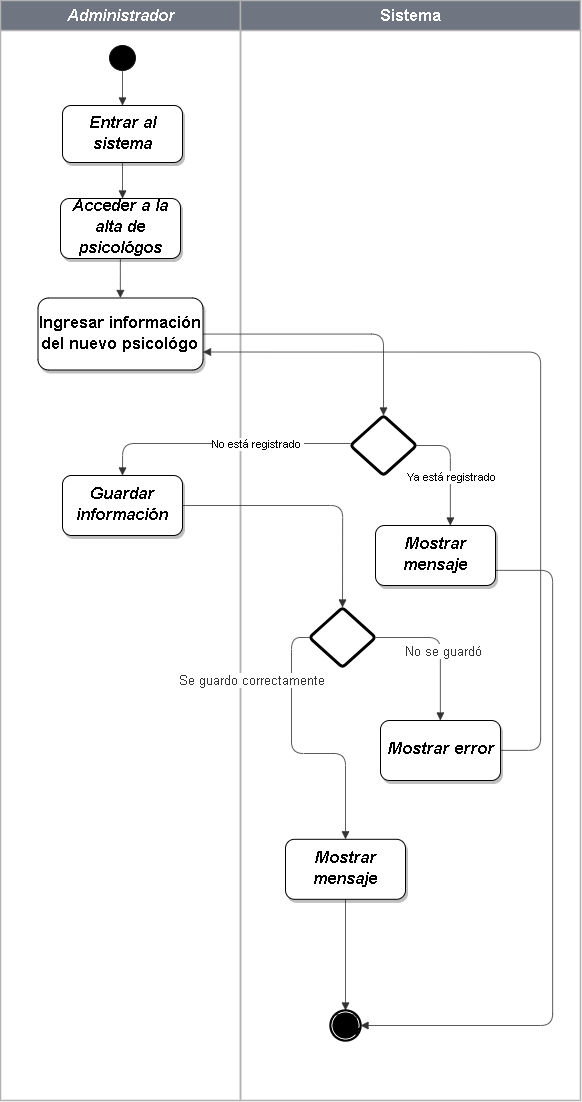 Administrador
Sistema
Entrar al
sistema
Acceder a la
alta de
psicológos
Ingresar información
del nuevo psicológo
No está registrado
Ya está registrado
Guardar
información
Mostrar
mensaje
No se guardó
Se guardo correctamente
Mostrar error
Mostrar
mensaje